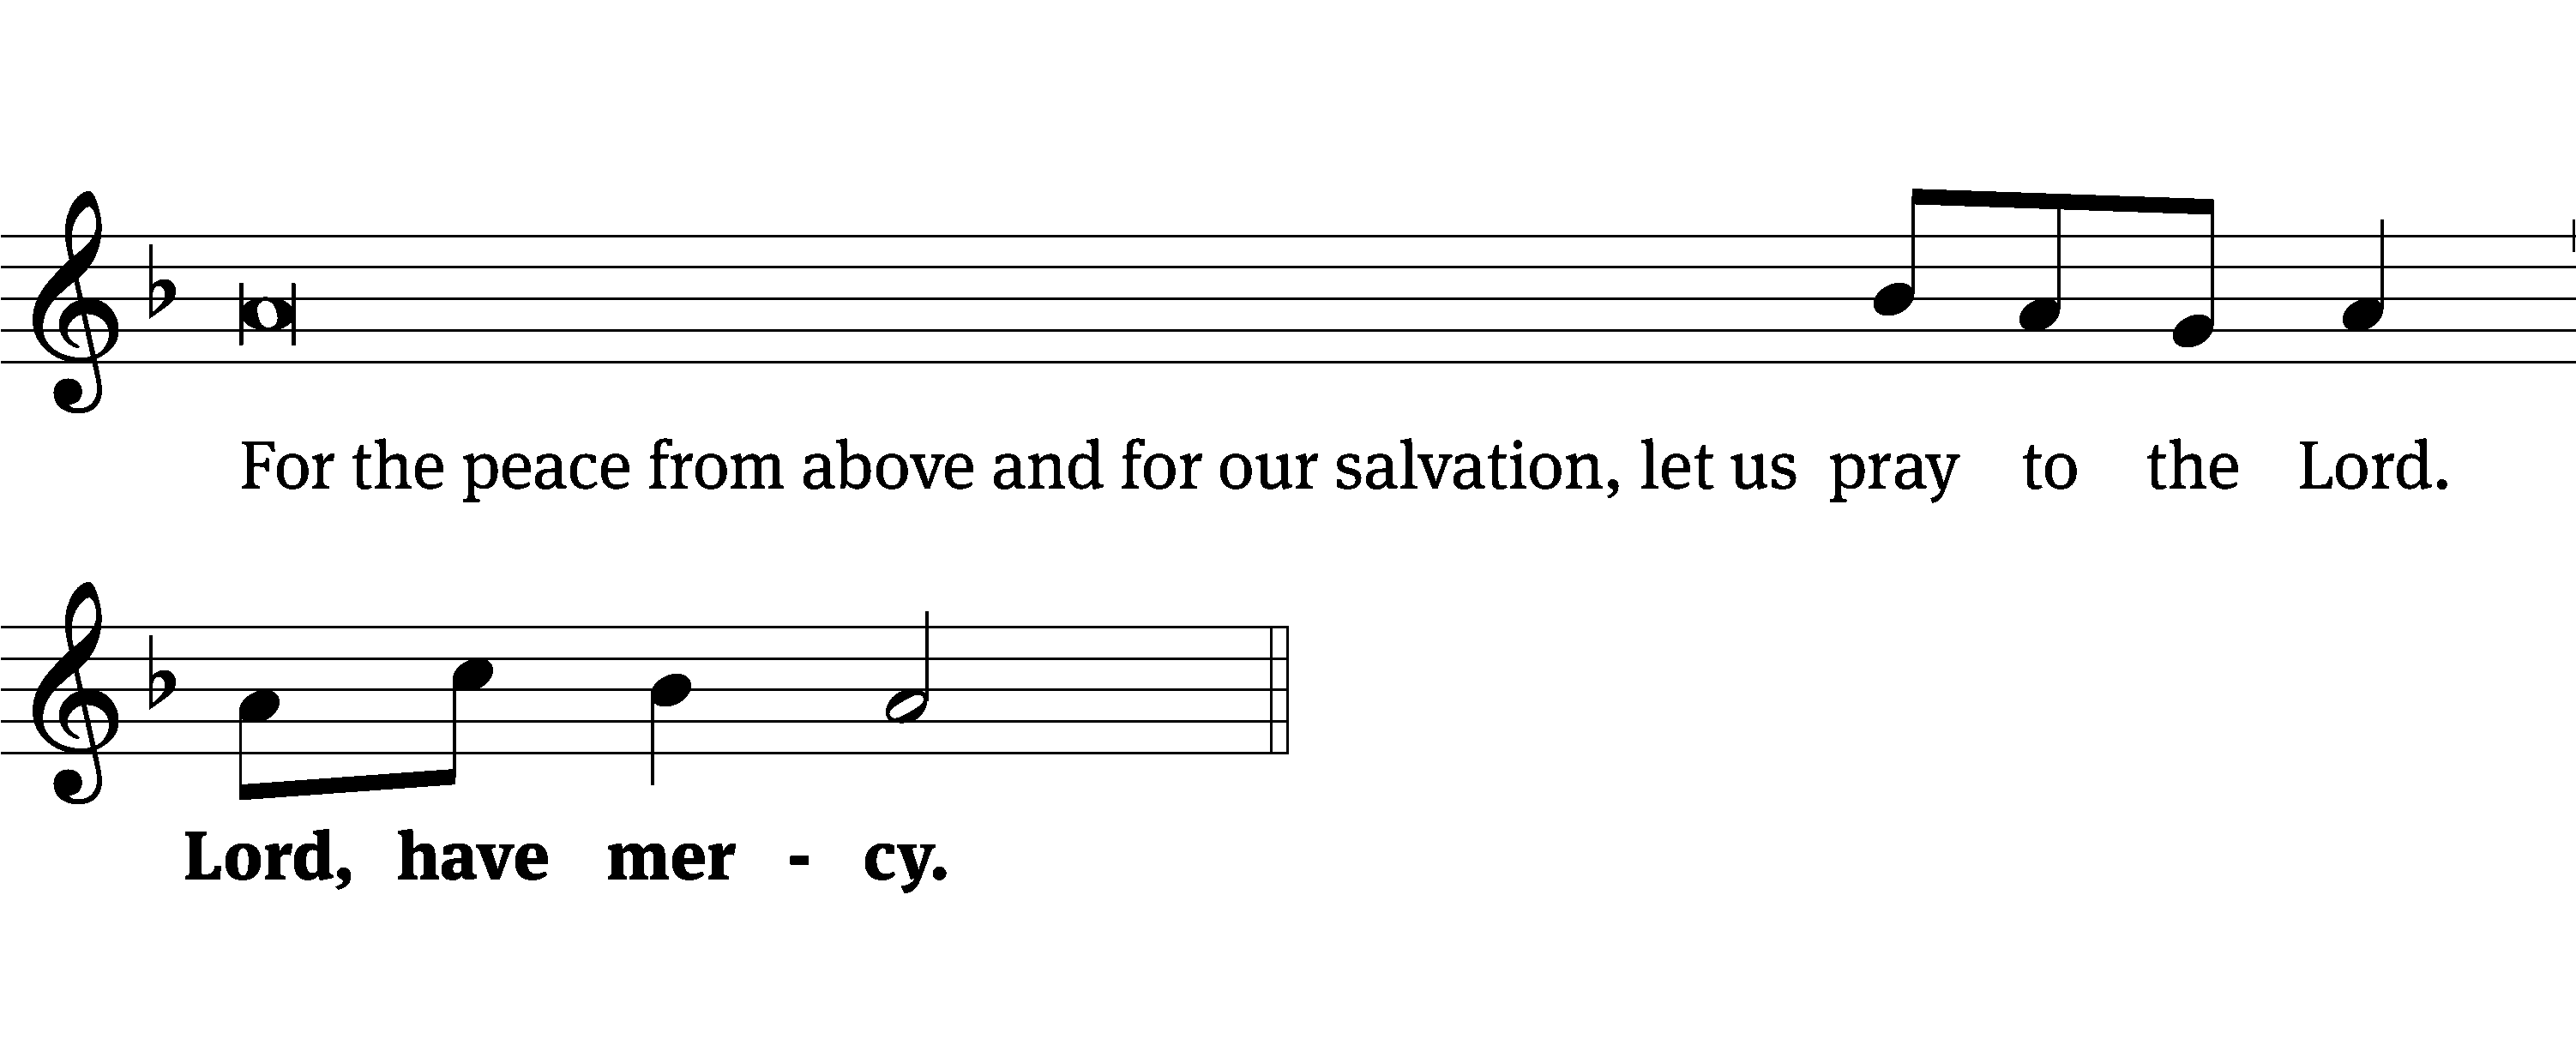 For the peace from above and for our salvation, let us pray to the Lord.
Lord, have mer - cy.